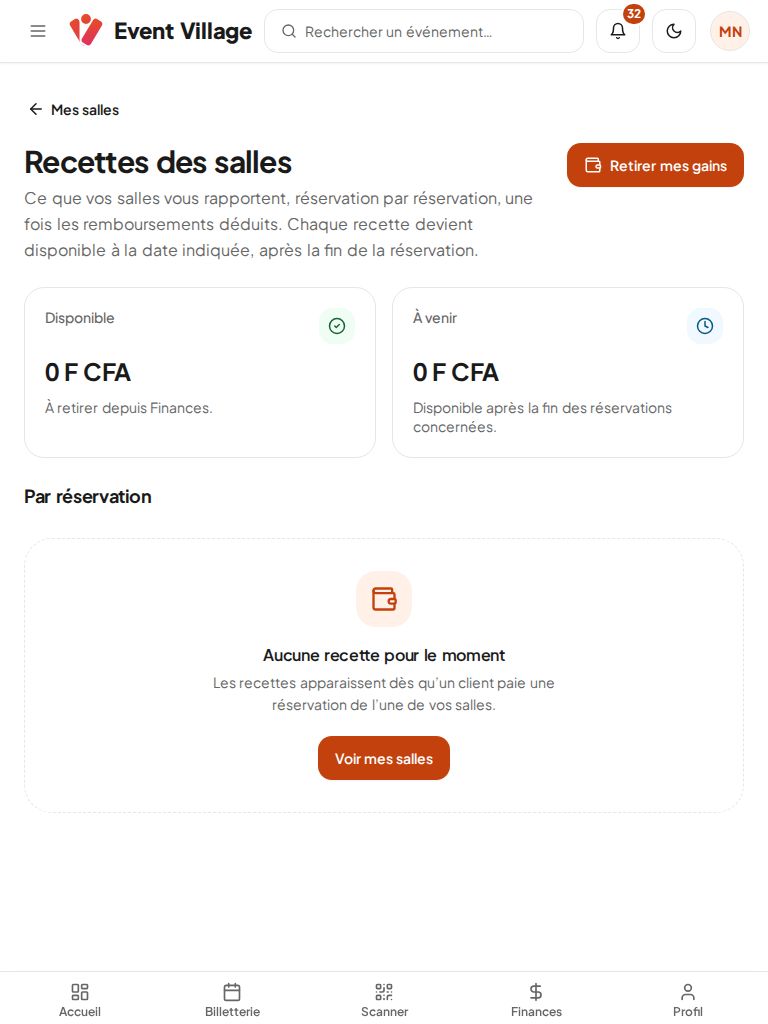 Event Village
Rechercher un événement…
32
MN
Mes salles
Recettes des salles
Retirer mes gains
Ce que vos salles vous rapportent, réservation par réservation, une
fois les remboursements déduits. Chaque recette devient
disponible à la date indiquée, après la fin de la réservation.
Disponible
0 F CFA
À retirer depuis Finances.
À venir
0 F CFA
Disponible après la fin des réservations
concernées.
Par réservation
Aucune recette pour le moment
Les recettes apparaissent dès qu’un client paie une
réservation de l’une de vos salles.
Voir mes salles
Accueil
Billetterie
Scanner
Finances
Profil